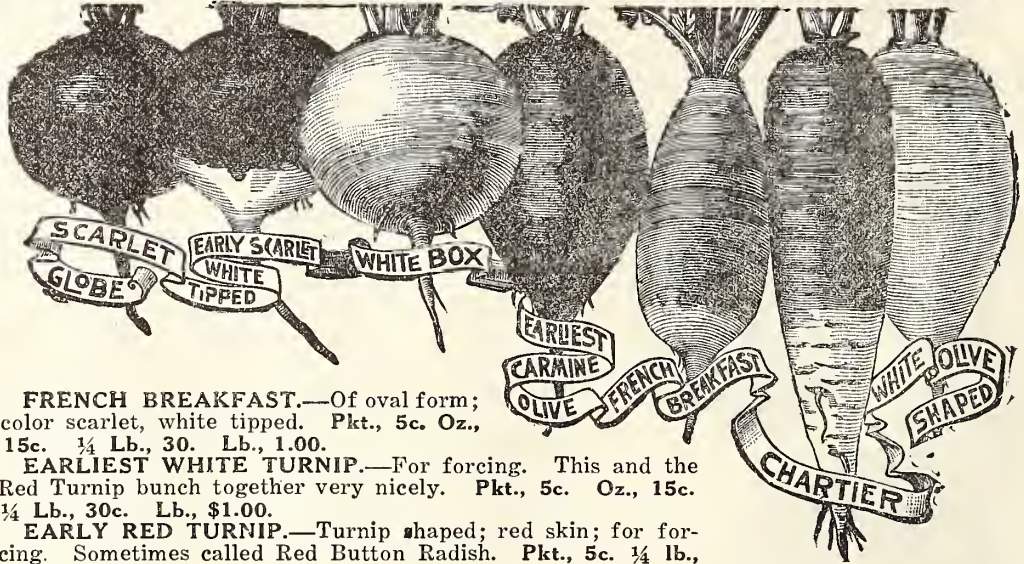 SCARLET
GLOBE
EARLY SCARLET
WHITE
TIPPED
WHITE BOX
EARLIEST
CARMINE
OLIVE
FRENCH
BREAKFAST
CHARTIER
WHITE
OLIVE
SHAPED
FRENCH BREAKFAST.—Of oval form;
color scarlet, white tipped. Pkt., 5c. Oz.,
15c. ¼ Lb., 30. Lb., 1.00.
EARLIEST WHITE TURNIP.—For forcing. This and the
Red Turnip bunch together very nicely. Pkt., 5c. Oz., 15c.
¼ Lb., 30c. Lb., $1.00.
EARLY RED TURNIP.—Turnip shaped; red skin; for for-
cing. Sometimes called Red Button Radish. Pkt., 5c. ¼ lb.,